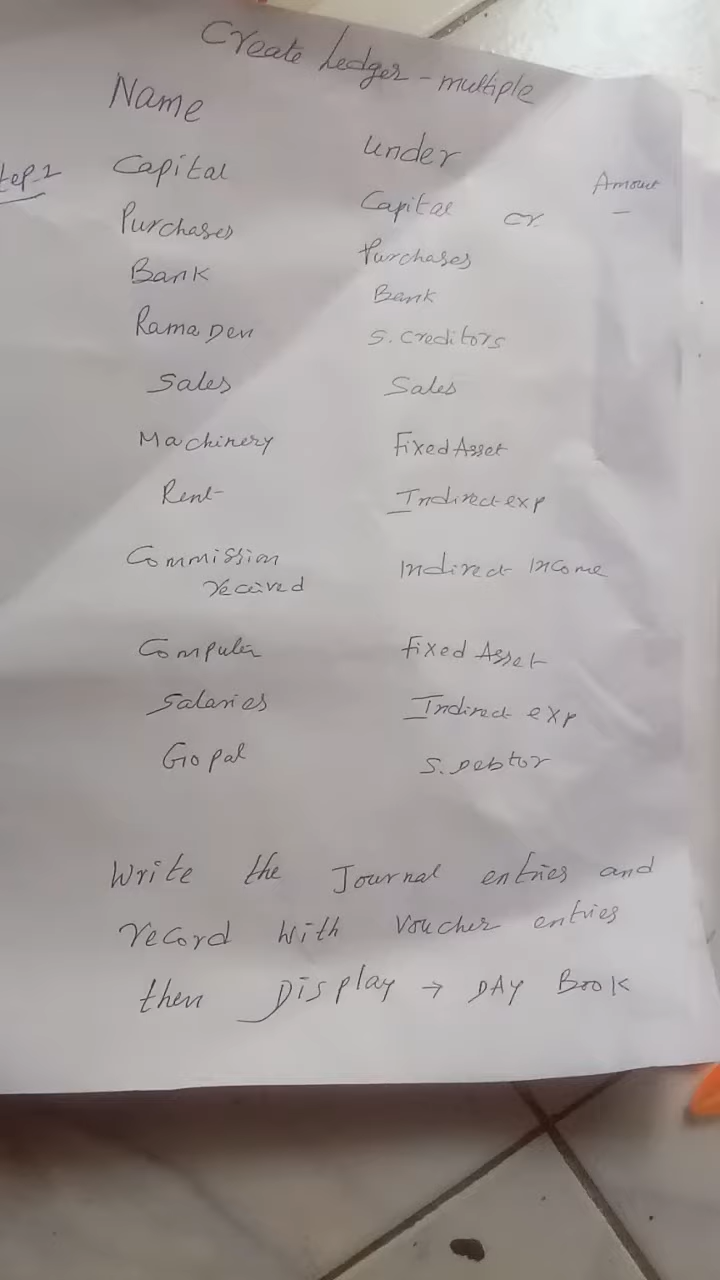 Create Ledger - multiple
Name under Amount
tep-2 Capital Capital or -
Purchases Purchases
Bank Bank
Rama Devi S. Creditors
Sales Sales
Machinery Fixed Asset
Rent Indirect exp
Commission Indirect Income
received
Computer Fixed Asset
Salaries Indirect exp
Gopal S. Debtor
Write the Journal entries and
record with Voucher entries
then Display → DAY Book